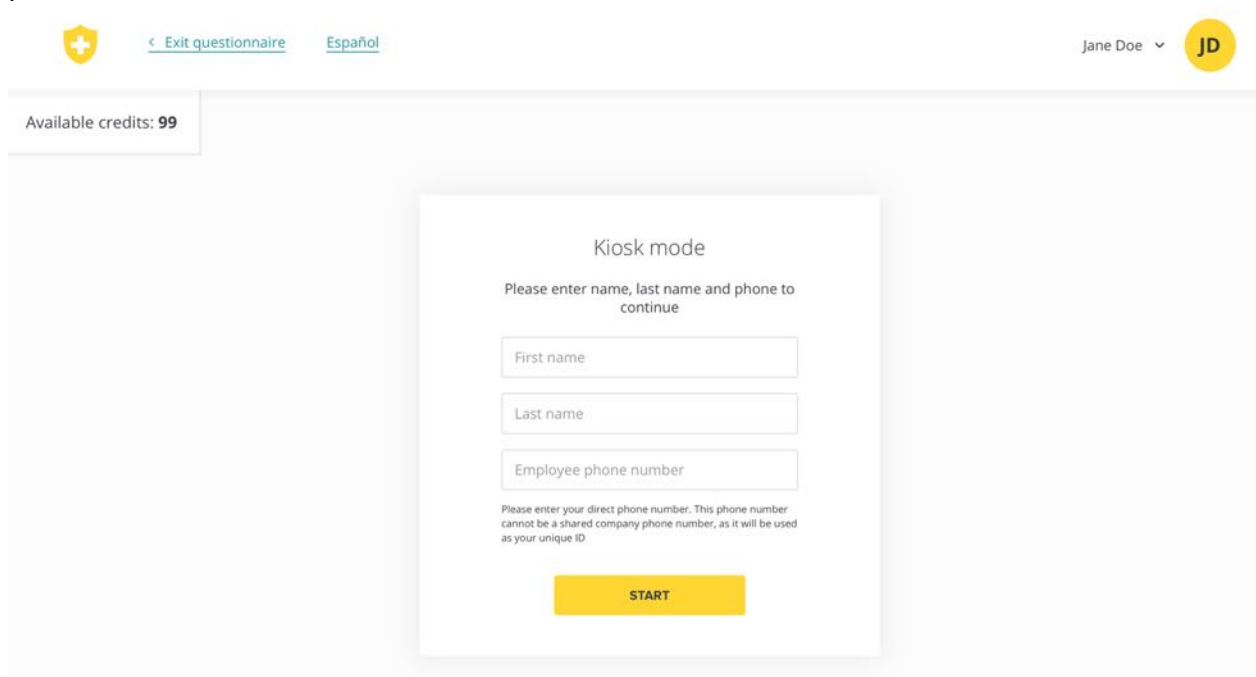 < Exit questionnaire Español Jane Doe JD
Available credits: 99
Kiosk mode
Please enter name, last name and phone to
continue
First name
Last name
Employee phone number
Please enter your direct phone number. This phone number
cannot be a shared company phone number, as it will be used
as your unique ID
START